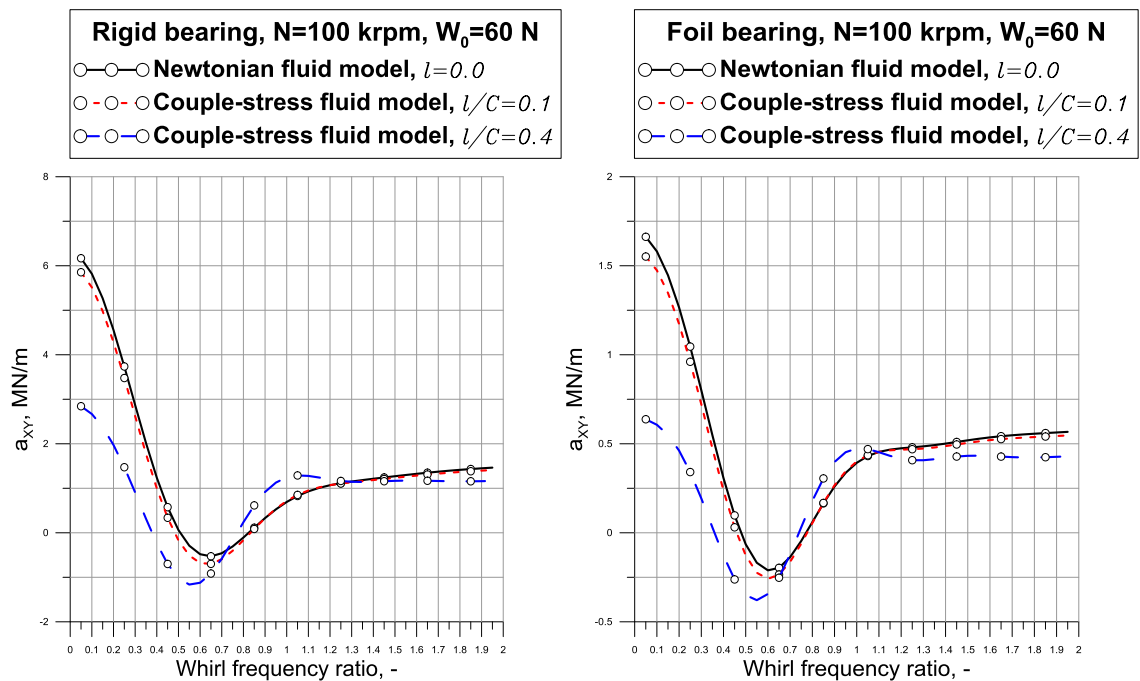 Rigid bearing, N=100 krpm, W0=60 N
Newtonian fluid model, l=0.0
Couple-stress fluid model, l/C=0.1
Couple-stress fluid model, l/C=0.4
8
6
4
2
0
-2
aXY, MN/m
0 0.1 0.2 0.3 0.4 0.5 0.6 0.7 0.8 0.9 1 1.1 1.2 1.3 1.4 1.5 1.6 1.7 1.8 1.9 2
Whirl frequency ratio, -
Foil bearing, N=100 krpm, W0=60 N
Newtonian fluid model, l=0.0
Couple-stress fluid model, l/C=0.1
Couple-stress fluid model, l/C=0.4
2
1.5
1
0.5
0
-0.5
aXY, MN/m
0 0.1 0.2 0.3 0.4 0.5 0.6 0.7 0.8 0.9 1 1.1 1.2 1.3 1.4 1.5 1.6 1.7 1.8 1.9 2
Whirl frequency ratio, -